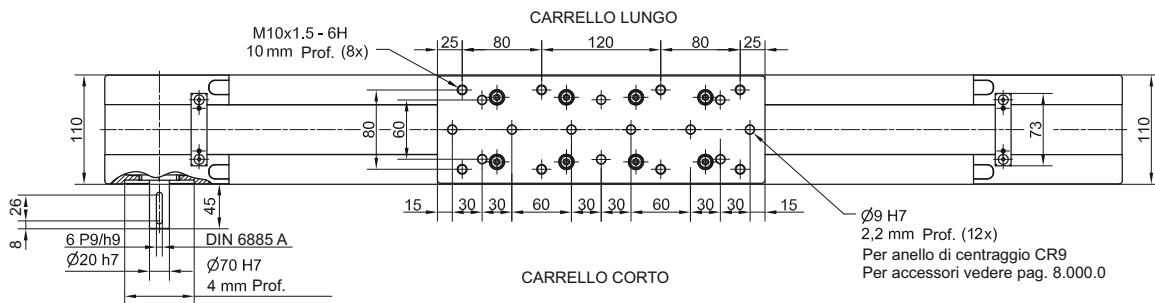 CARRELLO LUNGO
M10x1.5 - 6H
10 mm Prof. (8x)
25
80
120
80
25
110
80
60
73
110
26
8
45
15
30
30
60
30
30
60
30
30
15
6 P9/h9
DIN 6885 A
Ø20 h7
Ø70 H7
4 mm Prof.
Ø9 H7
2,2 mm Prof. (12x)
Per anello di centraggio CR9
Per accessori vedere pag. 8.000.0
CARRELLO CORTO